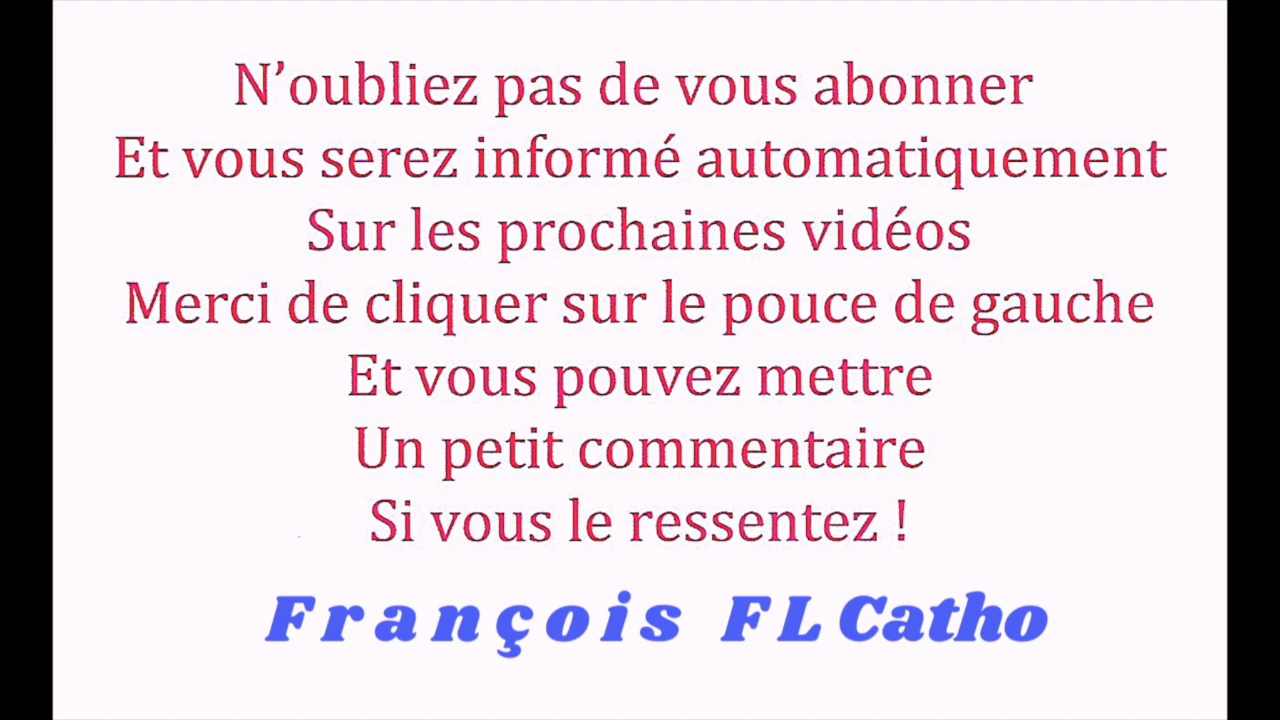 N’oubliez pas de vous abonner
Et vous serez informé automatiquement
Sur les prochaines vidéos
Merci de cliquer sur le pouce de gauche
Et vous pouvez mettre
Un petit commentaire
Si vous le ressentez !
François FLCatho